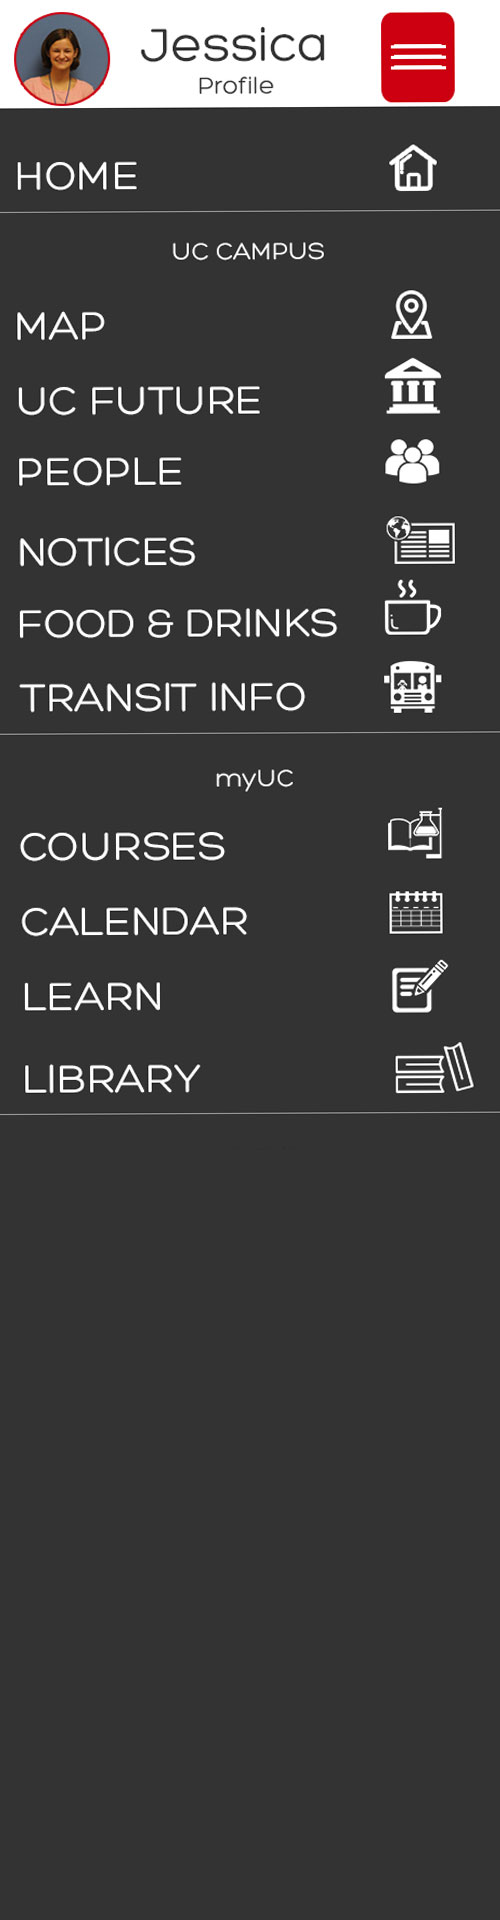 Jessica
Profile
HOME
UC CAMPUS
MAP
UC FUTURE
PEOPLE
NOTICES
FOOD & DRINKS
TRANSIT INFO
myUC
COURSES
CALENDAR
LEARN
LIBRARY